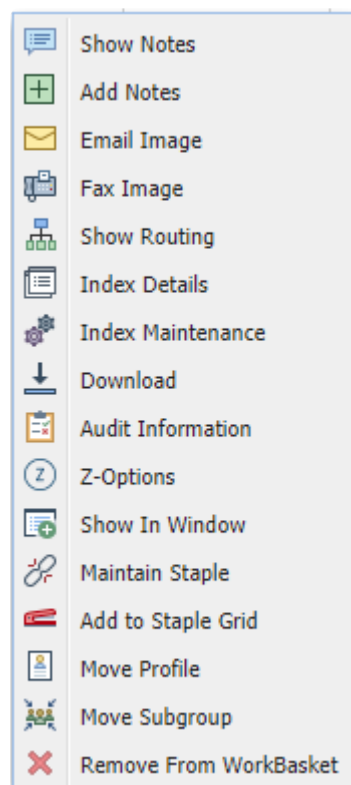 Show Notes
Add Notes
Email Image
Fax Image
Show Routing
Index Details
Index Maintenance
Download
Audit Information
Z Z-Options
Show In Window
Maintain Staple
Add to Staple Grid
Move Profile
Move Subgroup
Remove From WorkBasket